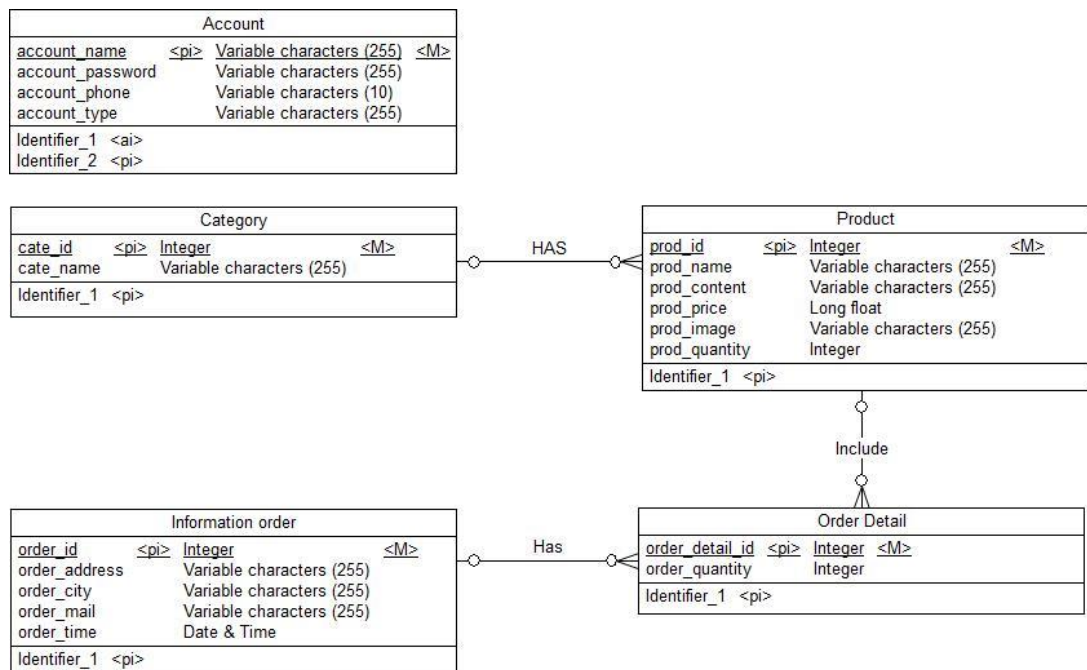 Account
account_name <pi> Variable characters (255) <M>
account_password Variable characters (255)
account_phone Variable characters (10)
account_type Variable characters (255)
Identifier_1 <ai>
Identifier_2 <pi>
Category
cate_id <pi> Integer <M>
cate_name Variable characters (255)
Identifier_1 <pi>
HAS
Product
prod_id <pi> Integer <M>
prod_name Variable characters (255)
prod_content Variable characters (255)
prod_price Long float
prod_image Variable characters (255)
prod_quantity Integer
Identifier_1 <pi>
Include
Information order
order_id <pi> Integer <M>
order_address Variable characters (255)
order_city Variable characters (255)
order_mail Variable characters (255)
order_time Date & Time
Identifier_1 <pi>
Has
Order Detail
order_detail_id <pi> Integer <M>
order_quantity Integer
Identifier_1 <pi>